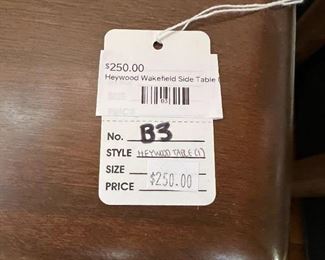 $250.00
Heywood Wakefield Side Table
No. B3
STYLE HEYWOOD TABLE (1)
SIZE
PRICE $250.00